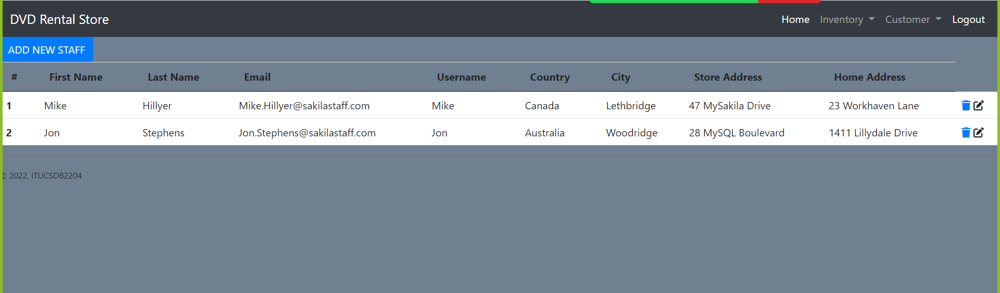 DVD Rental Store Home Inventory Customer Logout
ADD NEW STAFF
# First Name Last Name Email Username Country City Store Address Home Address
1 Mike Hillyer Mike.Hillyer@sakilastaff.com Mike Canada Lethbridge 47 MySakila Drive 23 Workhaven Lane
2 Jon Stephens Jon.Stephens@sakilastaff.com Jon Australia Woodridge 28 MySQL Boulevard 1411 Lillydale Drive
© 2022, ITUCSDB2204